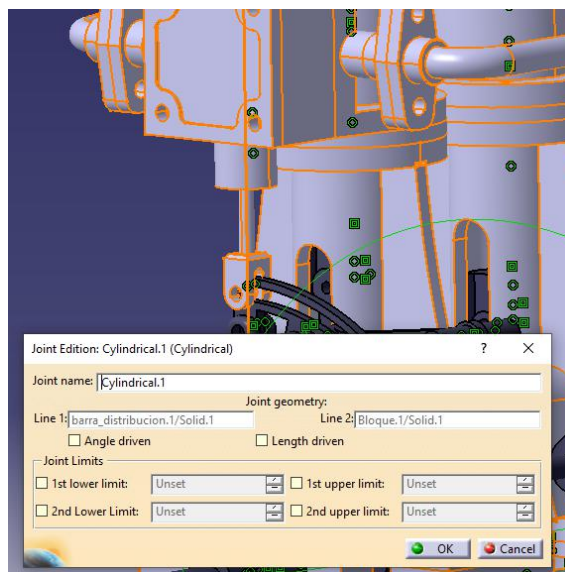 Joint Edition: Cylindrical.1 (Cylindrical) ?
Joint name: Cylindrical.1
Joint geometry:
Line 1: barra_distribucion.1/Solid.1 Line 2: Bloque.1/Solid.1
Angle driven Length driven
Joint Limits
1st lower limit: Unset 1st upper limit: Unset
2nd Lower Limit: Unset 2nd upper limit: Unset
OK Cancel